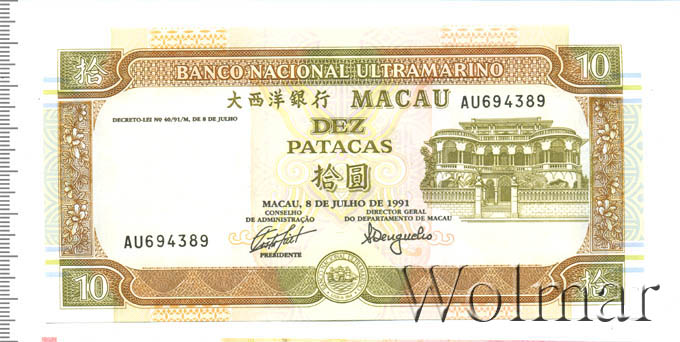 拾 BANCO NACIONAL ULTRAMARINO 10
大西洋銀行 MACAU AU694389
DECRETO-LEI Nº 40/91/M, DE 8 DE JULHO
DEZ
PATACAS
拾圓
MACAU, 8 DE JULHO DE 1991
CONSELHO DE ADMINISTRAÇÃO
DIRECTOR GERAL DO DEPARTAMENTO DE MACAU
AU694389
PRESIDENTE
10 拾
Wolmar